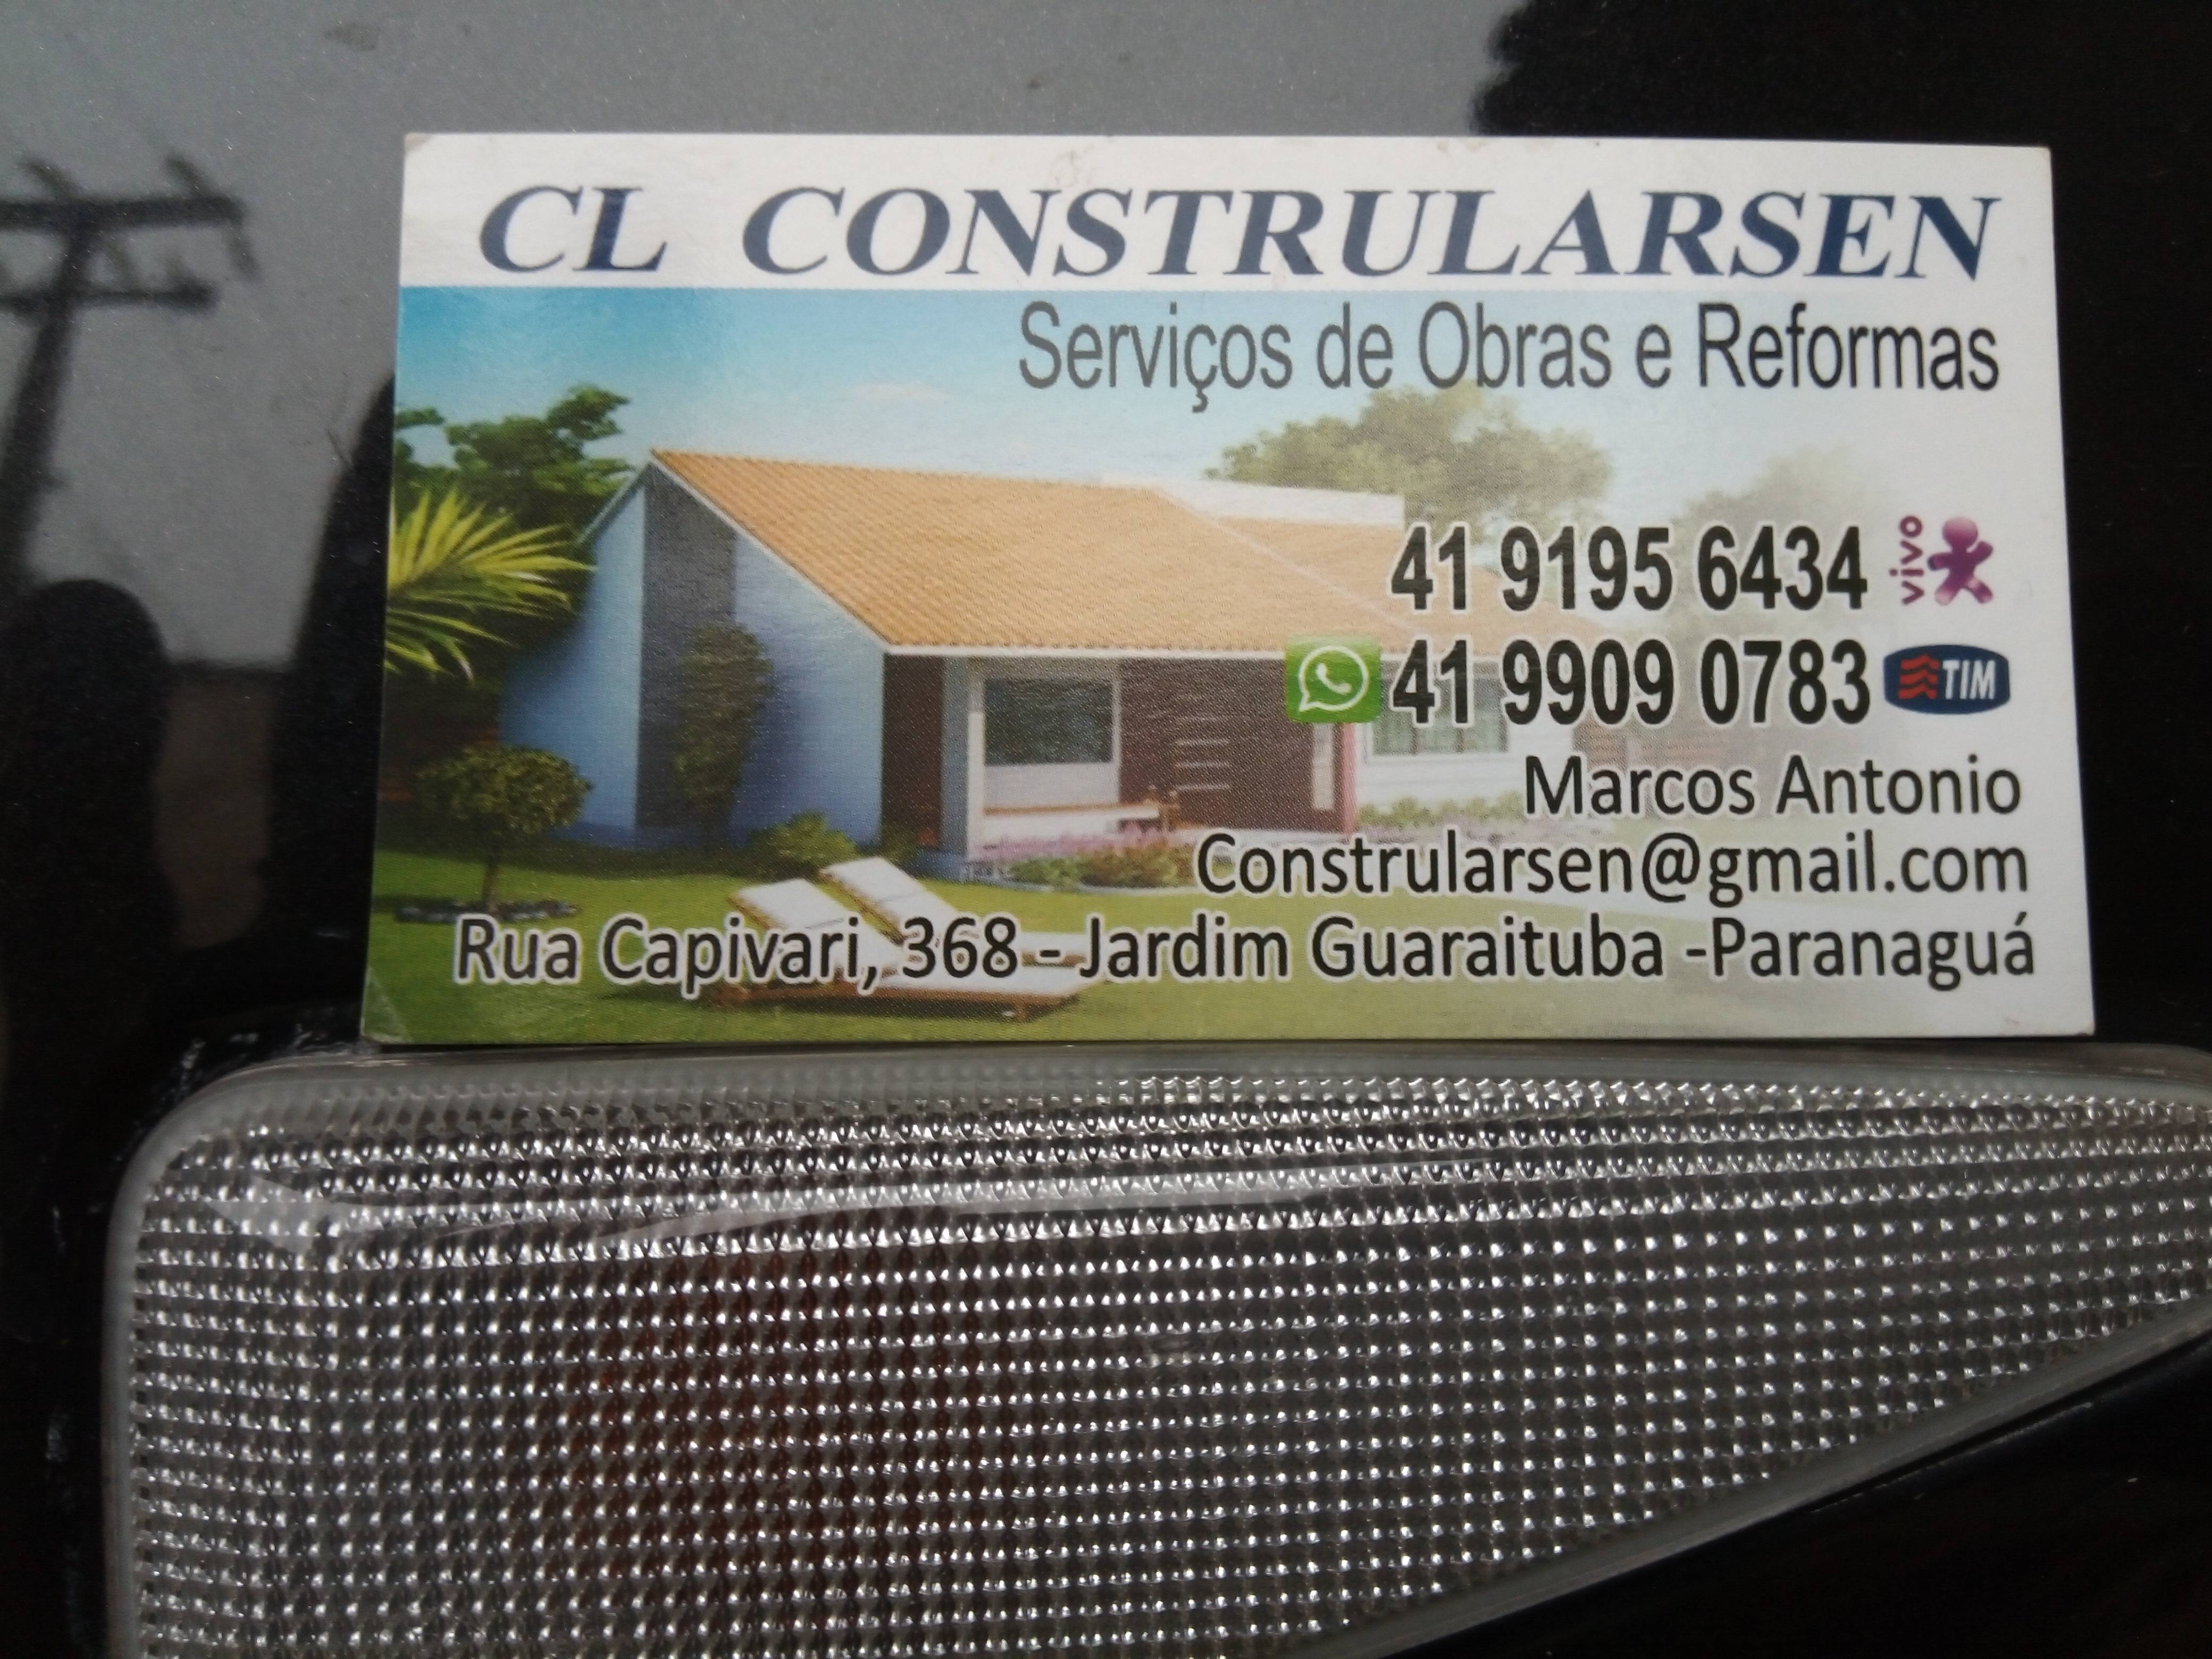 CL CONSTRULARSEN
Serviços de Obras e Reformas
41 9195 6434 vivo
41 9909 0783 TIM
Marcos Antonio
Constrularsen@gmail.com
Rua Capivari, 368 - Jardim Guaraituba -Paranaguá